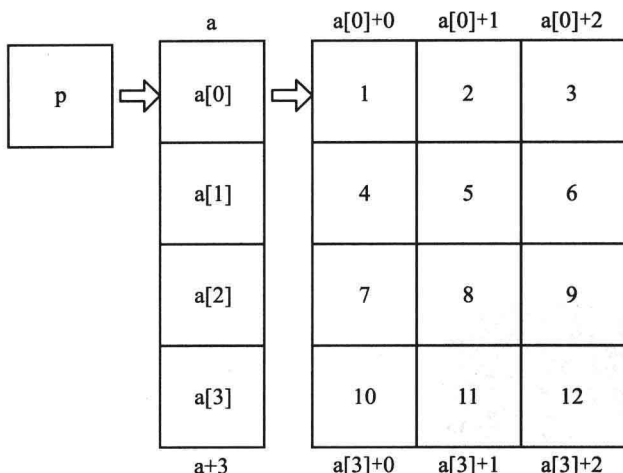 a a[0]+0 a[0]+1 a[0]+2
p a[0] 1 2 3
a[1] 4 5 6
a[2] 7 8 9
a[3] 10 11 12
a+3 a[3]+0 a[3]+1 a[3]+2